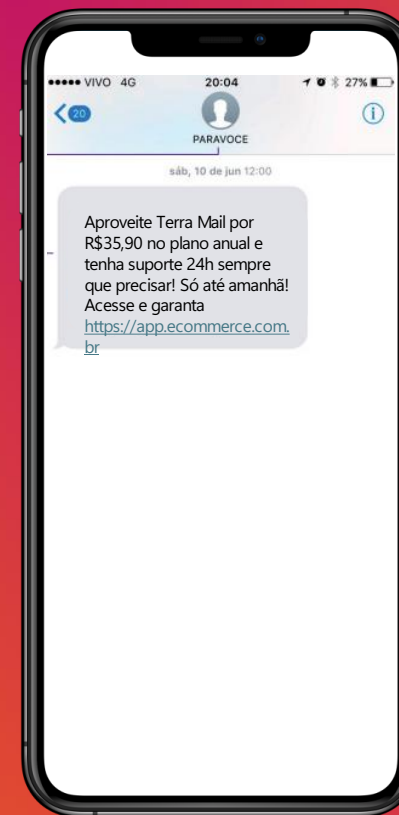 VIVO 4G 20:04 27%
20
PARAVOCE
sáb, 10 de jun 12:00
Aproveite Terra Mail por
R$35,90 no plano anual e
tenha suporte 24h sempre
que precisar! Só até amanhã!
Acesse e garanta
https://app.ecommerce.com.
br